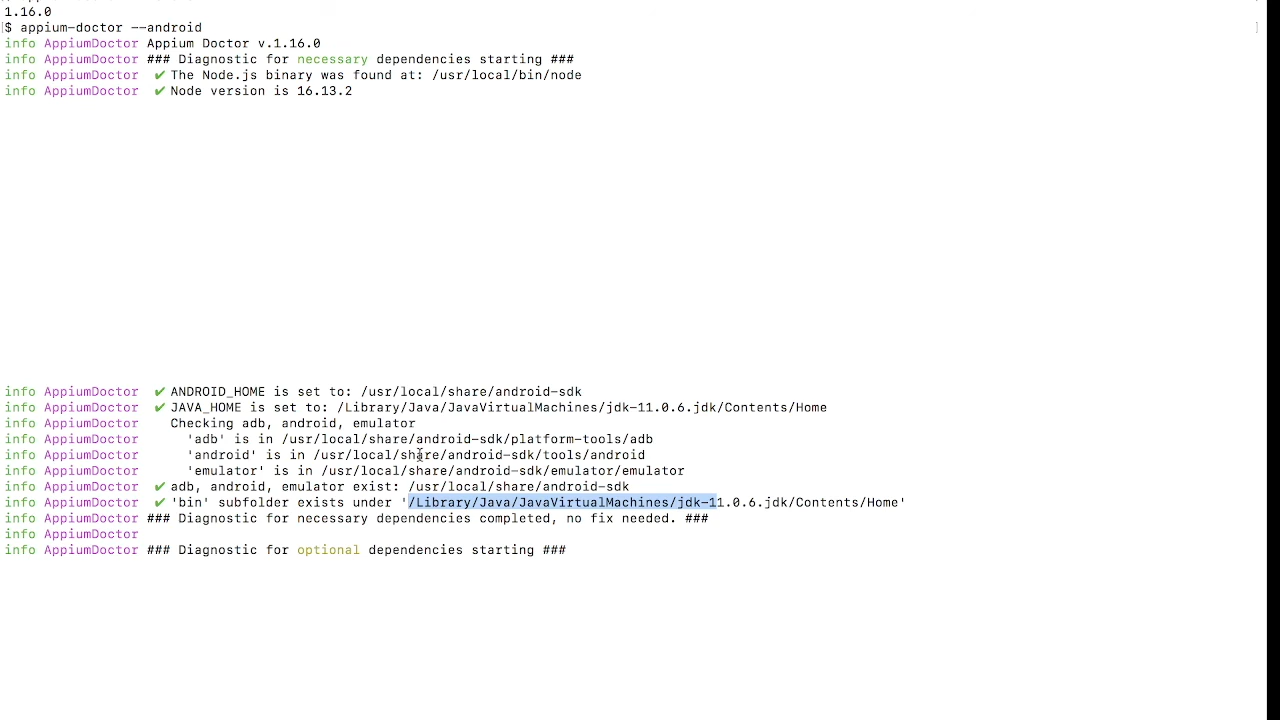 1.16.0
$ appium-doctor --android
info AppiumDoctor Appium Doctor v.1.16.0
info AppiumDoctor ### Diagnostic for necessary dependencies starting ###
info AppiumDoctor  ✔ The Node.js binary was found at: /usr/local/bin/node
info AppiumDoctor  ✔ Node version is 16.13.2
info AppiumDoctor  ✔ ANDROID_HOME is set to: /usr/local/share/android-sdk
info AppiumDoctor  ✔ JAVA_HOME is set to: /Library/Java/JavaVirtualMachines/jdk-11.0.6.jdk/Contents/Home
info AppiumDoctor    Checking adb, android, emulator
info AppiumDoctor      'adb' is in /usr/local/share/android-sdk/platform-tools/adb
info AppiumDoctor      'android' is in /usr/local/share/android-sdk/tools/android
info AppiumDoctor      'emulator' is in /usr/local/share/android-sdk/emulator/emulator
info AppiumDoctor  ✔ adb, android, emulator exist: /usr/local/share/android-sdk
info AppiumDoctor  ✔ 'bin' subfolder exists under '/Library/Java/JavaVirtualMachines/jdk-11.0.6.jdk/Contents/Home'
info AppiumDoctor ### Diagnostic for necessary dependencies completed, no fix needed. ###
info AppiumDoctor
info AppiumDoctor ### Diagnostic for optional dependencies starting ###